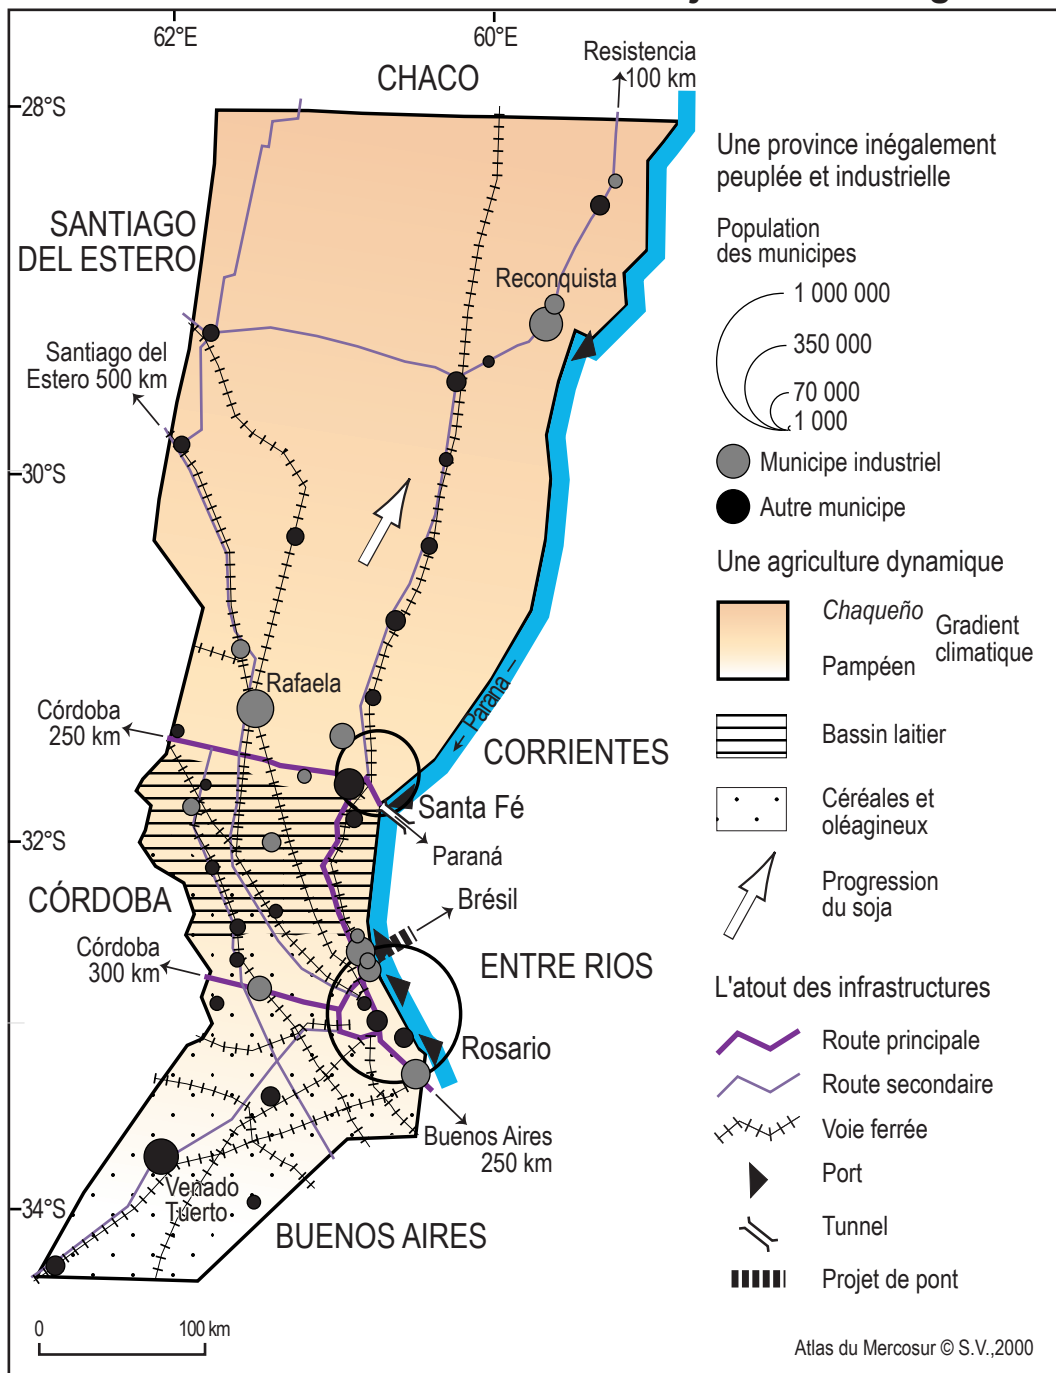 62°E
60°E
Resistencia
100 km
CHACO
28°S
SANTIAGO
DEL ESTERO
Reconquista
Santiago del
Estero 500 km
30°S
Rafaela
← Parana –
Córdoba
250 km
CORRIENTES
Santa Fé
32°S
Paraná
Brésil
CÓRDOBA
Córdoba
300 km
ENTRE RIOS
Rosario
Buenos Aires
250 km
Venado
Tuerto
34°S
BUENOS AIRES
0 100 km
Une province inégalement
peuplée et industrielle
Population
des municipes
1 000 000
350 000
70 000
1 000
Municipe industriel
Autre municipe
Une agriculture dynamique
Chaqueño
Gradient
climatique
Pampéen
Bassin laitier
Céréales et
oléagineux
Progression
du soja
L'atout des infrastructures
Route principale
Route secondaire
Voie ferrée
Port
Tunnel
Projet de pont
Atlas du Mercosur © S.V.,2000